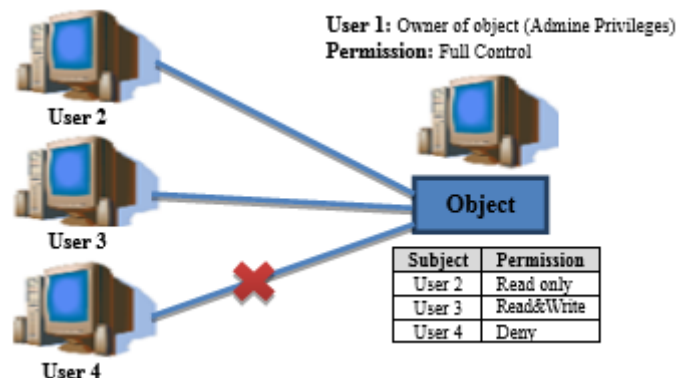 User 1: Owner of object (Admine Privileges)
Permission: Full Control
User 2
User 3
User 4
Object
Subject Permission
User 2 Read only
User 3 Read&Write
User 4 Deny